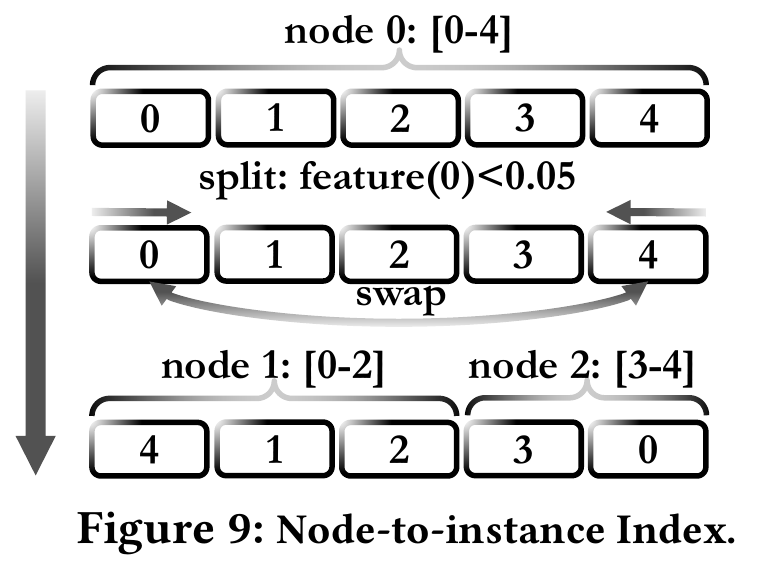 node 0: [0-4]
0 1 2 3 4
split: feature(0)<0.05
0 1 2 3 4
swap
node 1: [0-2] node 2: [3-4]
4 1 2 3 0
Figure 9: Node-to-instance Index.